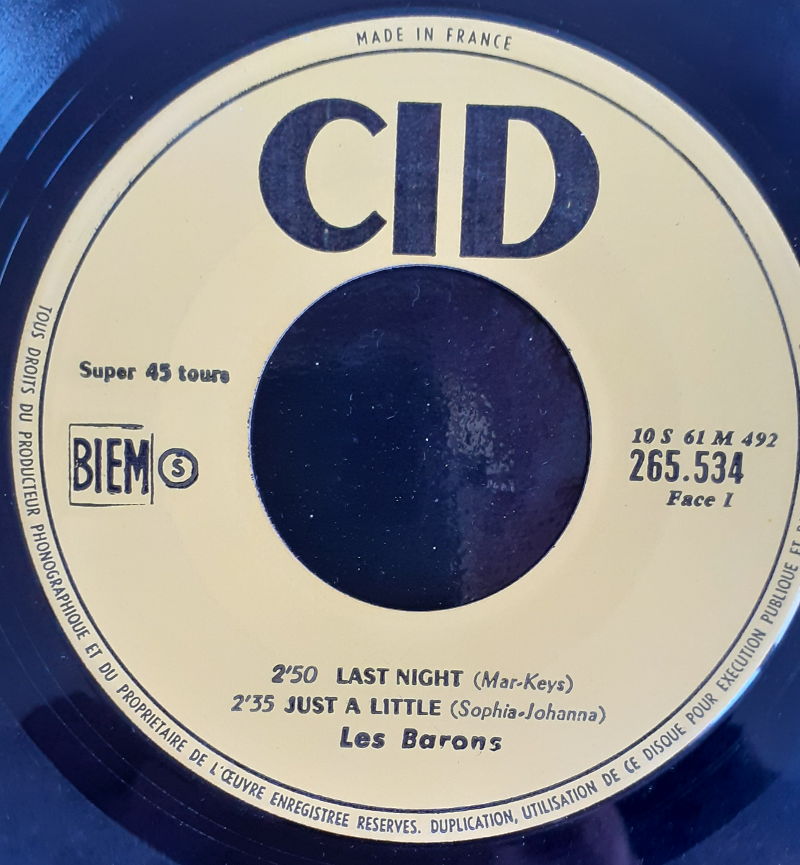 MADE IN FRANCE
CID
Super 45 tours
BIEM S
10 S 61 M 492
265.534
Face 1
2'50 LAST NIGHT (Mar-Keys)
2'35 JUST A LITTLE (Sophia-Johanna)
Les Barons
TOUS DROITS DU PRODUCTEUR PHONOGRAPHIQUE ET DU PROPRIETAIRE DE L'ŒUVRE ENREGISTREE RESERVES. DUPLICATION, UTILISATION DE CE DISQUE POUR EXECUTION PUBLIQUE ET